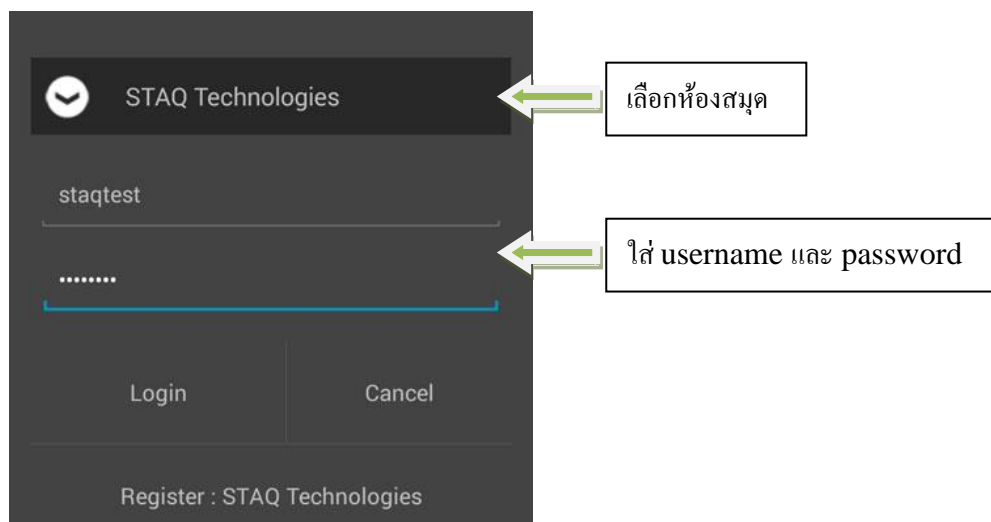 STAQ Technologies
เลือกห้องสมุด
staqtest
ใส่ username และ password
••••••••
Login
Cancel
Register : STAQ Technologies